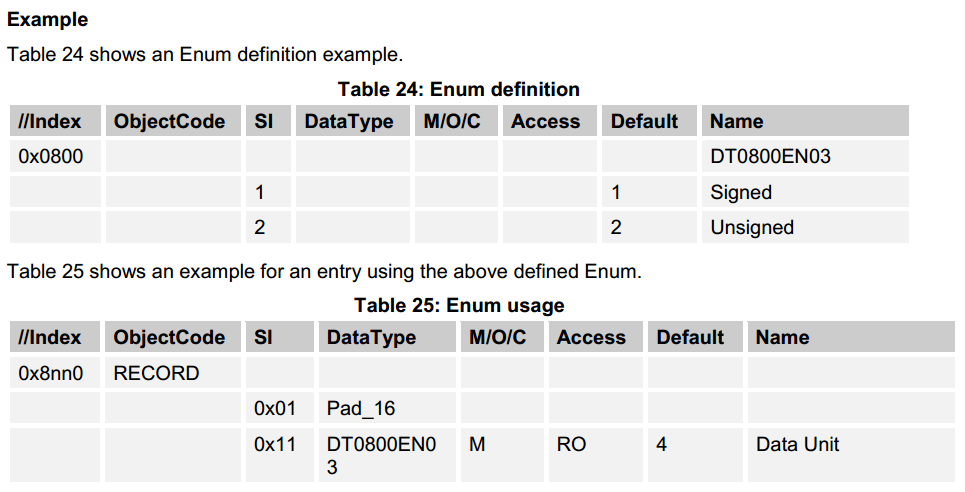 Example
Table 24 shows an Enum definition example.
Table 24: Enum definition
//Index ObjectCode SI DataType M/O/C Access Default Name
0x0800 DT0800EN03
1 1 Signed
2 2 Unsigned
Table 25 shows an example for an entry using the above defined Enum.
Table 25: Enum usage
//Index ObjectCode SI DataType M/O/C Access Default Name
0x8nn0 RECORD
0x01 Pad_16
0x11 DT0800EN0 M RO 4 Data Unit
3